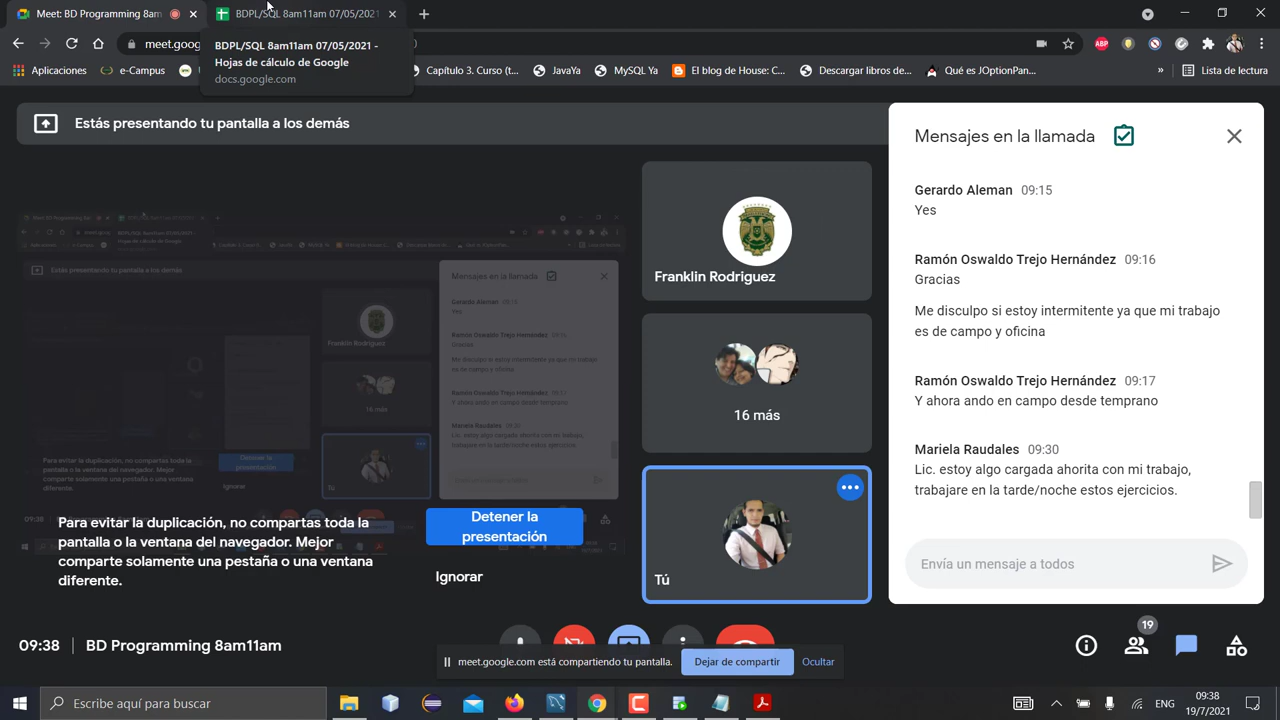 Meet: BD Programming 8am
BDPL/SQL 8am11am 07/05/2021
meet.goog
BDPL/SQL 8am11am 07/05/2021 -
Hojas de cálculo de Google
docs.google.com
ABP
Aplicaciones
e-Campus
Capítulo 3. Curso (t...
JavaYa
MySQL Ya
El blog de House: C...
Descargar libros de...
Qué es JOptionPan...
»
Lista de lectura
Estás presentando tu pantalla a los demás
Franklin Rodriguez
16 más
Tú
Mensajes en la llamada
Gerardo Aleman 09:15
Yes
Ramón Oswaldo Trejo Hernández 09:16
Gracias
Me disculpo si estoy intermitente ya que mi trabajo
es de campo y oficina
Ramón Oswaldo Trejo Hernández 09:17
Y ahora ando en campo desde temprano
Mariela Raudales 09:30
Lic. estoy algo cargada ahorita con mi trabajo,
trabajare en la tarde/noche estos ejercicios.
Envía un mensaje a todos
Para evitar la duplicación, no compartas toda la
pantalla o la ventana del navegador. Mejor
comparte solamente una pestaña o una ventana
diferente.
Detener la
presentación
Ignorar
09:38 | BD Programming 8am11am
19
meet.google.com está compartiendo tu pantalla.
Dejar de compartir
Ocultar
Escribe aquí para buscar
ENG
09:38
19/7/2021